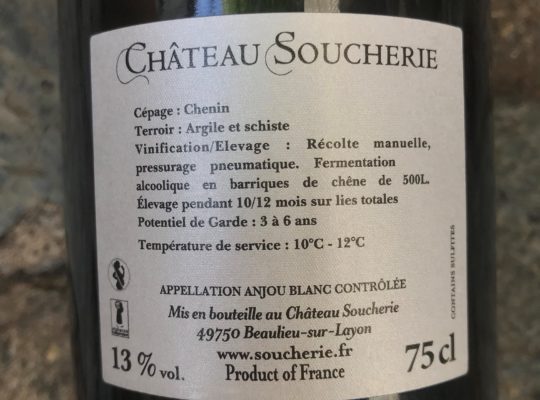 CHÂTEAU SOUCHERIE
Cépage : Chenin
Terroir : Argile et schiste
Vinification/Elevage : Récolte manuelle,
pressurage pneumatique. Fermentation
alcoolique en barriques de chêne de 500L.
Élevage pendant 10/12 mois sur lies totales
Potentiel de Garde : 3 à 6 ans
Température de service : 10°C - 12°C
CONTAINS SULFITES
APPELLATION ANJOU BLANC CONTRÔLÉE
Mis en bouteille au Château Soucherie
49750 Beaulieu-sur-Layon
www.soucherie.fr
13 % vol.
Product of France
75 cl